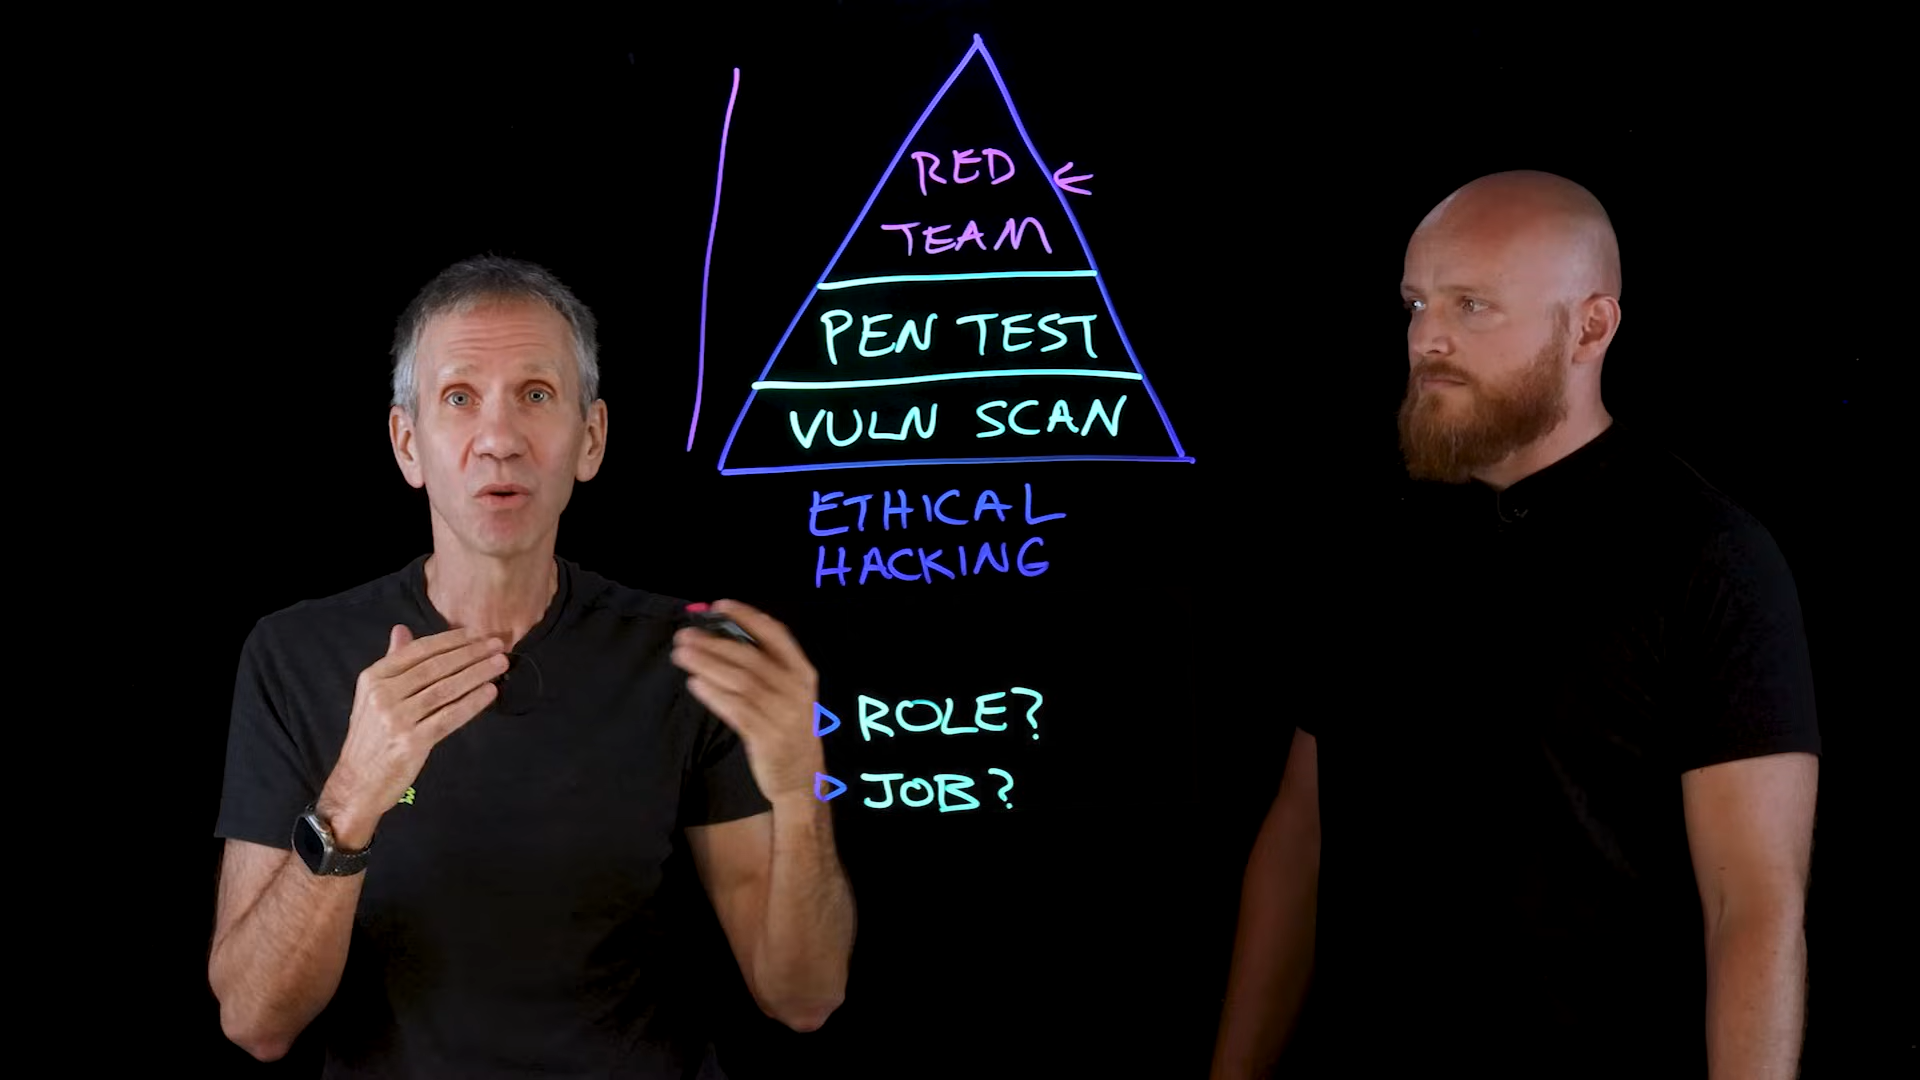 RED
TEAM
PEN TEST
VULN SCAN
ETHICAL
HACKING
ROLE?
JOB?